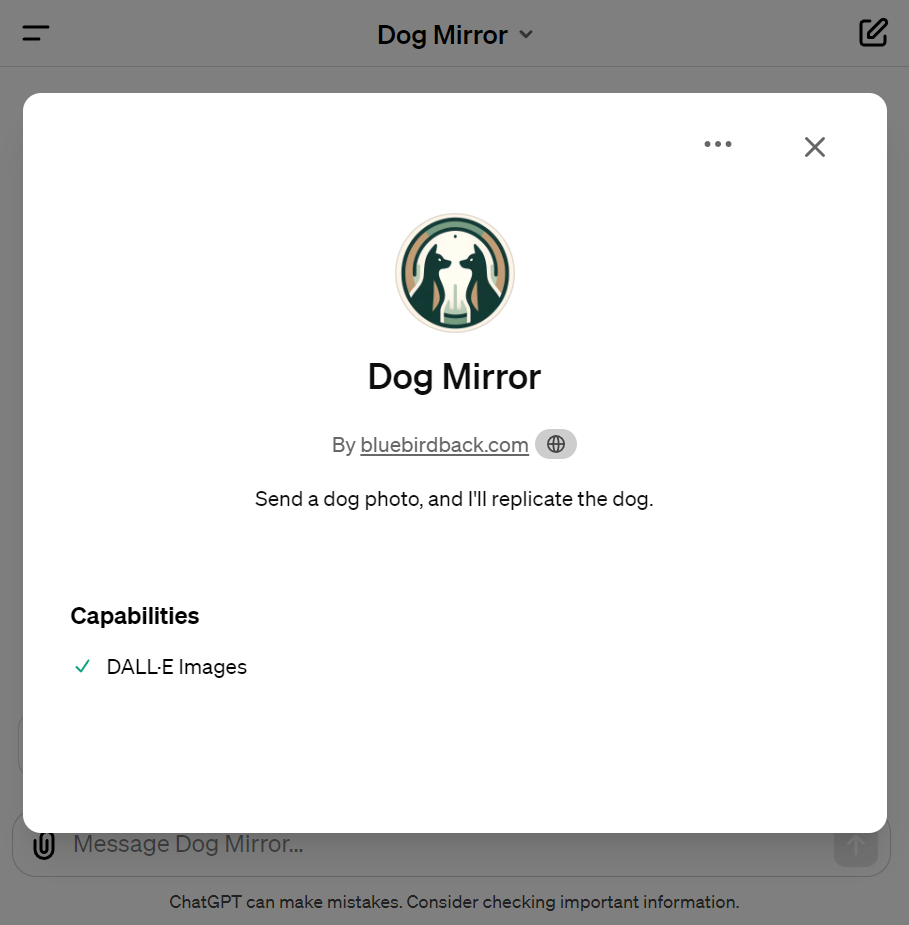 Dog Mirror
Dog Mirror
By bluebirdback.com
Send a dog photo, and I'll replicate the dog.
Capabilities
DALL·E Images
Message Dog Mirror...
ChatGPT can make mistakes. Consider checking important information.